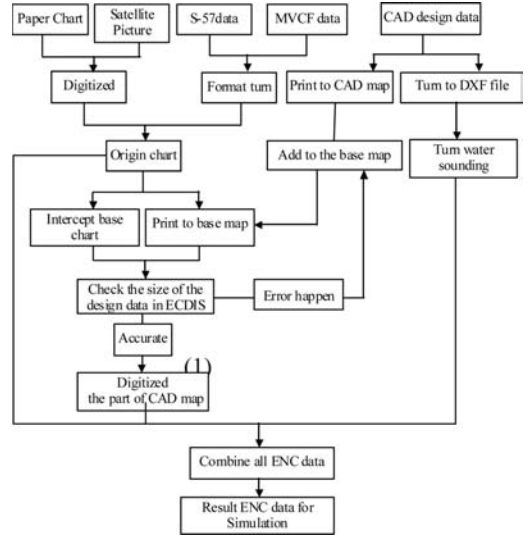 Paper Chart
Satellite
Picture
S-57data
MVCF data
CAD design data
Digitized
Format turn
Print to CAD map
Turn to DXF file
Origin chart
Add to the base map
Turn water
sounding
Intercept base
chart
Print to base map
Check the size of the
design data in ECDIS
Error happen
Accurate
(1)
Digitized
the part of CAD map
Combine all ENC data
Result ENC data for
Simulation